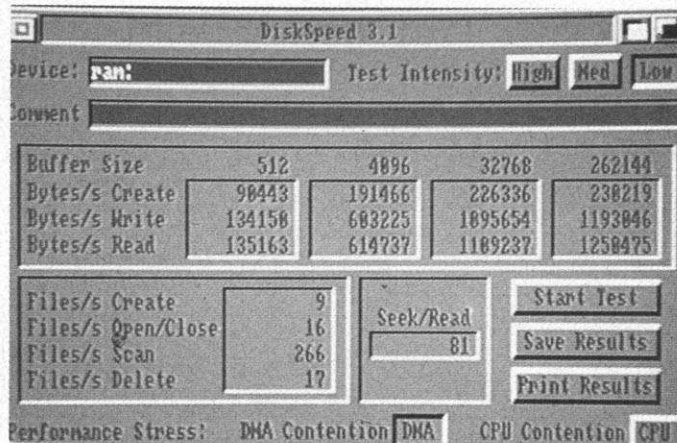 DiskSpeed 3.1
Device: ram: Test Intensity: High Med Low
Comment
Buffer Size 512 4096 32768 262144
Bytes/s Create 90443 191466 226336 230219
Bytes/s Write 134150 603225 1095654 1193046
Bytes/s Read 135163 614737 1109237 1250475
Files/s Create 9
Files/s Open/Close 16
Files/s Scan 266
Files/s Delete 17
Seek/Read
81
Start Test
Save Results
Print Results
Performance Stress: DMA Contention DMA CPU Contention CPU